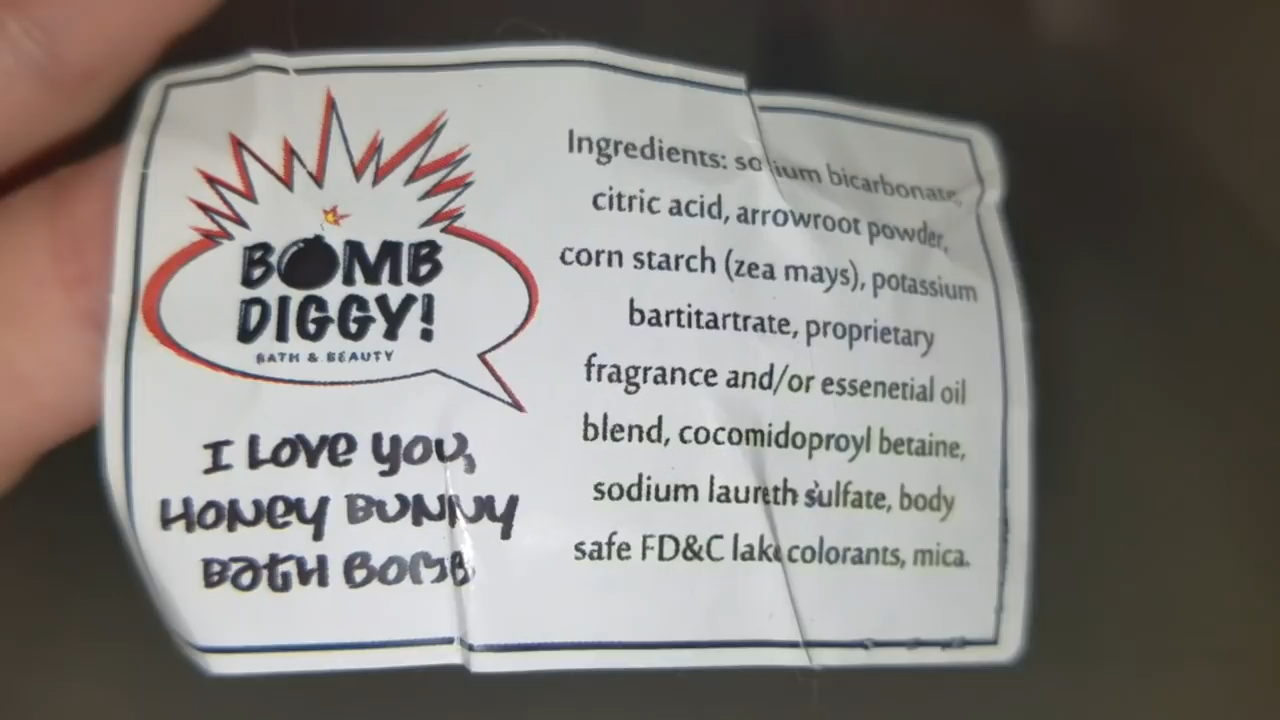 BOMB
DIGGY!
BATH & BEAUTY
I LOVE YOU,
HONEY BUNNY
BATH BOMB
Ingredients: sodium bicarbonate,
citric acid, arrowroot powder,
corn starch (zea mays), potassium
bartitartrate, proprietary
fragrance and/or essenetial oil
blend, cocomidoproyl betaine,
sodium laureth sulfate, body
safe FD&C lake colorants, mica.